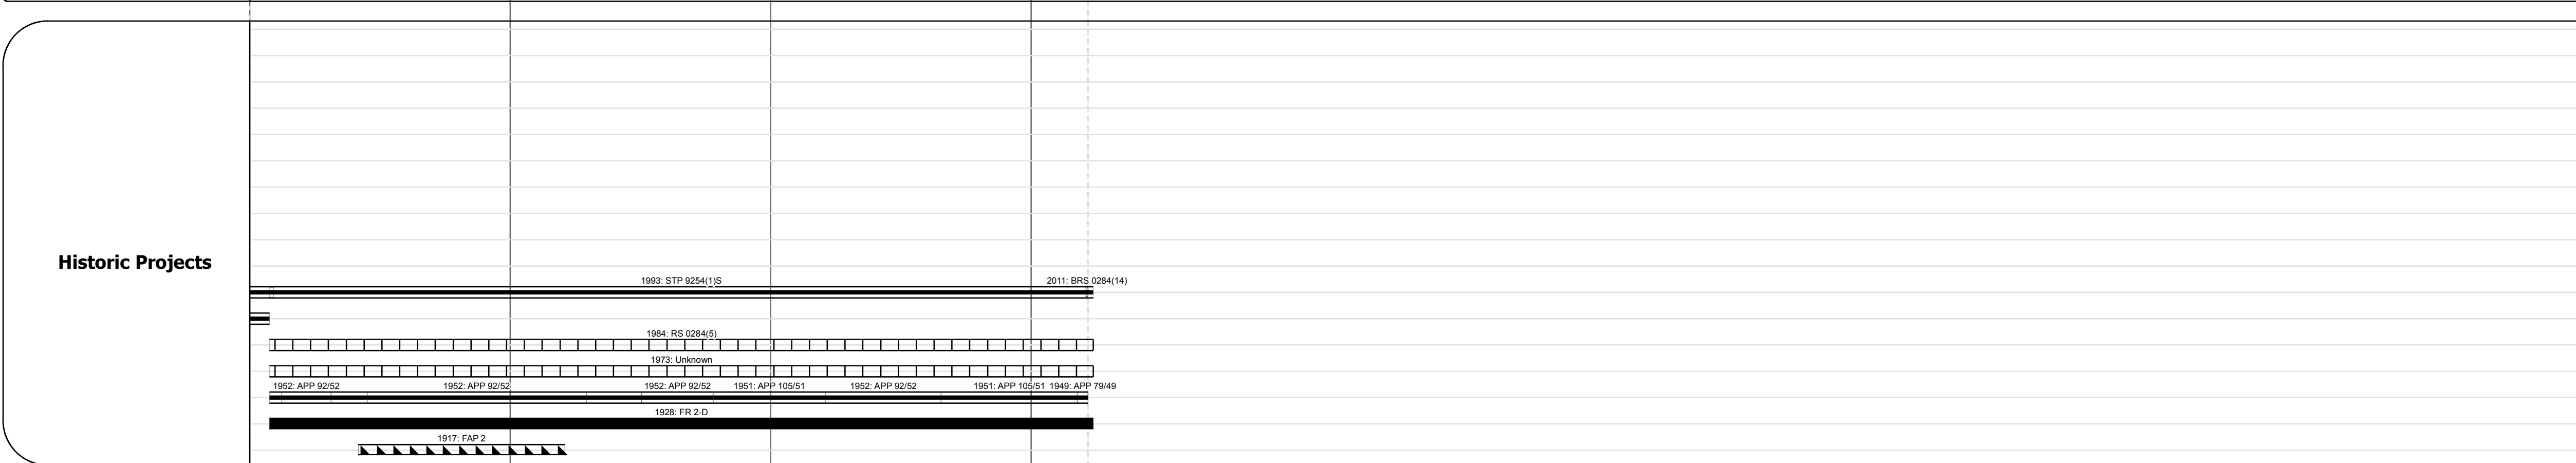 Historic Projects
1993: STP 9254(1)S 2011: BRS 0284(14)
1984: RS 0284(5)
1973: Unknown
1952: APP 92/52 1952: APP 92/52 1952: APP 92/52 1951: APP 105/51 1952: APP 92/52 1951: APP 105/51 1949: APP 79/49
1928: FR 2-D
1917: FAP 2